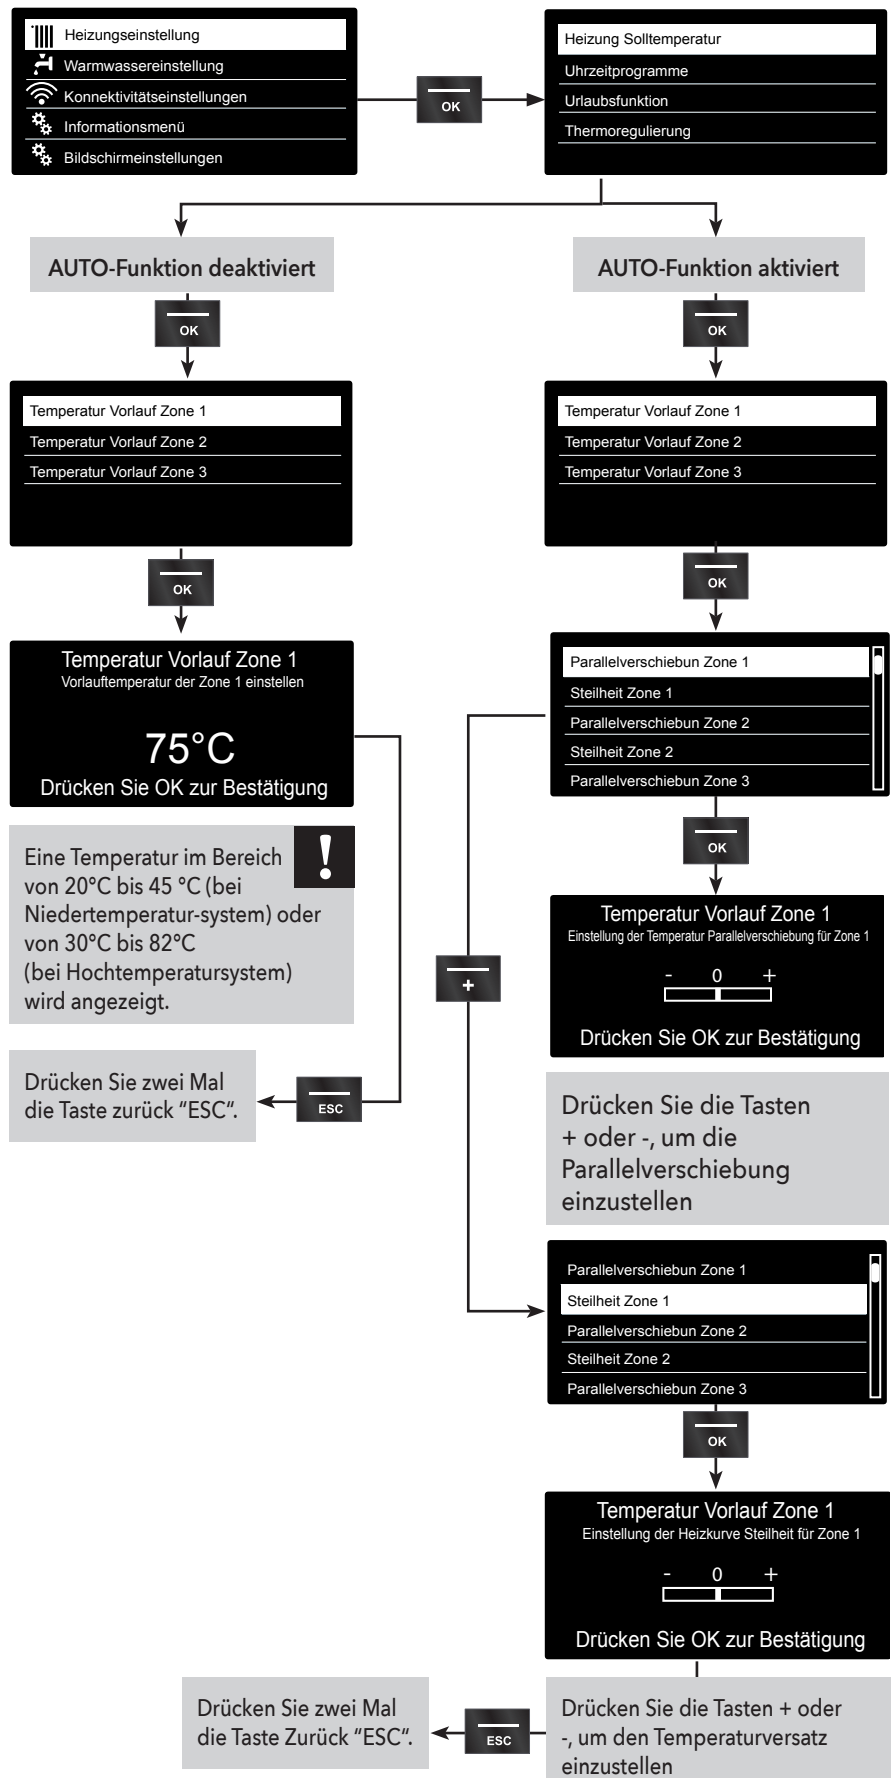 Heizungseinstellung
Warmwassereinstellung
Konnektivitätseinstellungen
Informationsmenü
Bildschirmeinstellungen
OK
Heizung Solltemperatur
Uhrzeitprogramme
Urlaubsfunktion
Thermoregulierung
AUTO-Funktion deaktiviert
OK
Temperatur Vorlauf Zone 1
Temperatur Vorlauf Zone 2
Temperatur Vorlauf Zone 3
OK
Temperatur Vorlauf Zone 1
Vorlauftemperatur der Zone 1 einstellen
75°C
Drücken Sie OK zur Bestätigung
Eine Temperatur im Bereich
von 20°C bis 45 °C (bei
Niedertemperatur-system) oder
von 30°C bis 82°C
(bei Hochtemperatursystem)
wird angezeigt.
!
Drücken Sie zwei Mal
die Taste zurück “ESC“.
ESC
AUTO-Funktion aktiviert
OK
Temperatur Vorlauf Zone 1
Temperatur Vorlauf Zone 2
Temperatur Vorlauf Zone 3
OK
Parallelverschiebun Zone 1
Steilheit Zone 1
Parallelverschiebun Zone 2
Steilheit Zone 2
Parallelverschiebun Zone 3
OK
Temperatur Vorlauf Zone 1
Einstellung der Temperatur Parallelverschiebung für Zone 1
- 0 +
Drücken Sie OK zur Bestätigung
+
Drücken Sie die Tasten
+ oder -, um die
Parallelverschiebung
einzustellen
Parallelverschiebun Zone 1
Steilheit Zone 1
Parallelverschiebun Zone 2
Steilheit Zone 2
Parallelverschiebun Zone 3
OK
Temperatur Vorlauf Zone 1
Einstellung der Heizkurve Steilheit für Zone 1
- 0 +
Drücken Sie OK zur Bestätigung
Drücken Sie die Tasten + oder
-, um den Temperaturversatz
einzustellen
ESC
Drücken Sie zwei Mal
die Taste Zurück “ESC“.